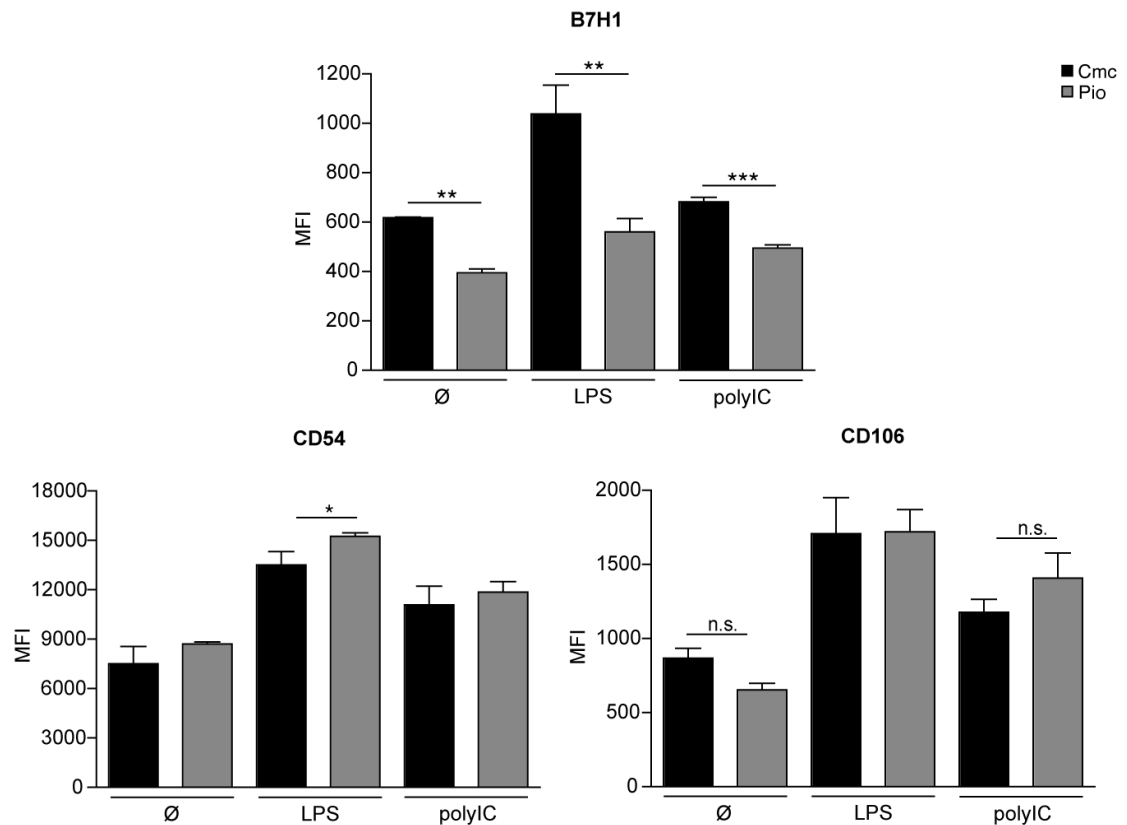 B7H1
Cmc
Pio
MFI
1200
1000
800
600
400
200
0
**
**
***
Ø LPS polyIC
CD54
MFI
18000
15000
12000
9000
6000
3000
0
*
Ø LPS polyIC
CD106
MFI
2000
1500
1000
500
0
n.s.
n.s.
Ø LPS polyIC